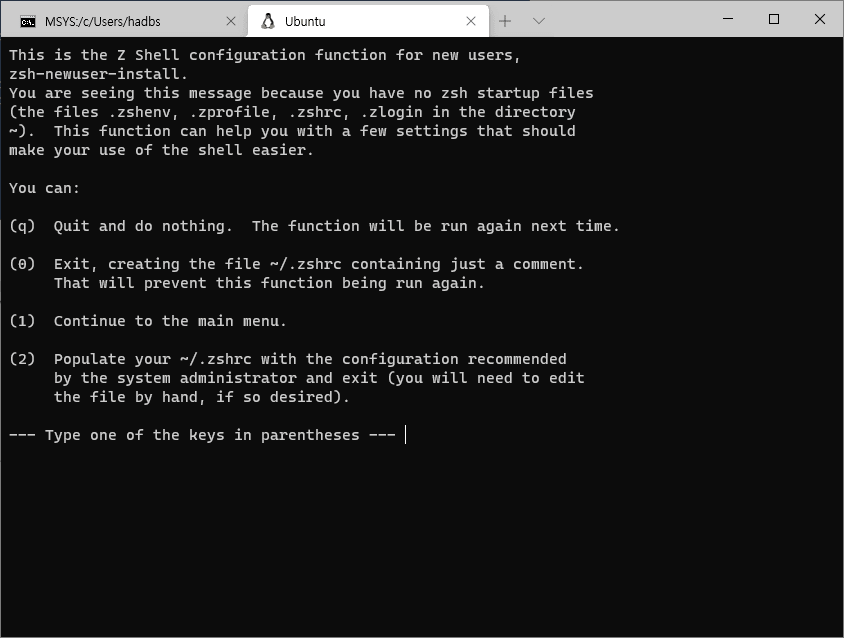 MSYS:/c/Users/hadbs
Ubuntu
This is the Z Shell configuration function for new users,
zsh-newuser-install.
You are seeing this message because you have no zsh startup files
(the files .zshenv, .zprofile, .zshrc, .zlogin in the directory
~).  This function can help you with a few settings that should
make your use of the shell easier.
You can:
(q)  Quit and do nothing.  The function will be run again next time.
(0)  Exit, creating the file ~/.zshrc containing just a comment.
That will prevent this function being run again.
(1)  Continue to the main menu.
(2)  Populate your ~/.zshrc with the configuration recommended
by the system administrator and exit (you will need to edit
the file by hand, if so desired).
--- Type one of the keys in parentheses ---